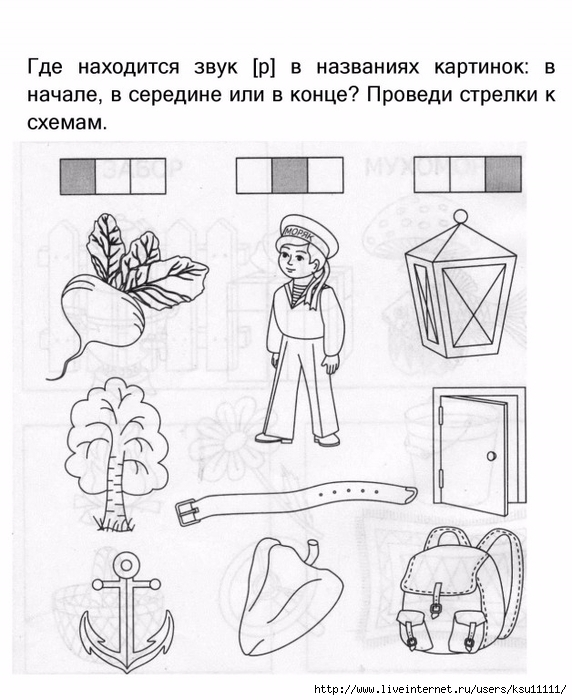 Где находится звук [р] в названиях картинок: в
начале, в середине или в конце? Проведи стрелки к
схемам.
ЗАБОР
МУХОМОР
МОРЯК
http://www.liveinternet.ru/users/ksu11111/